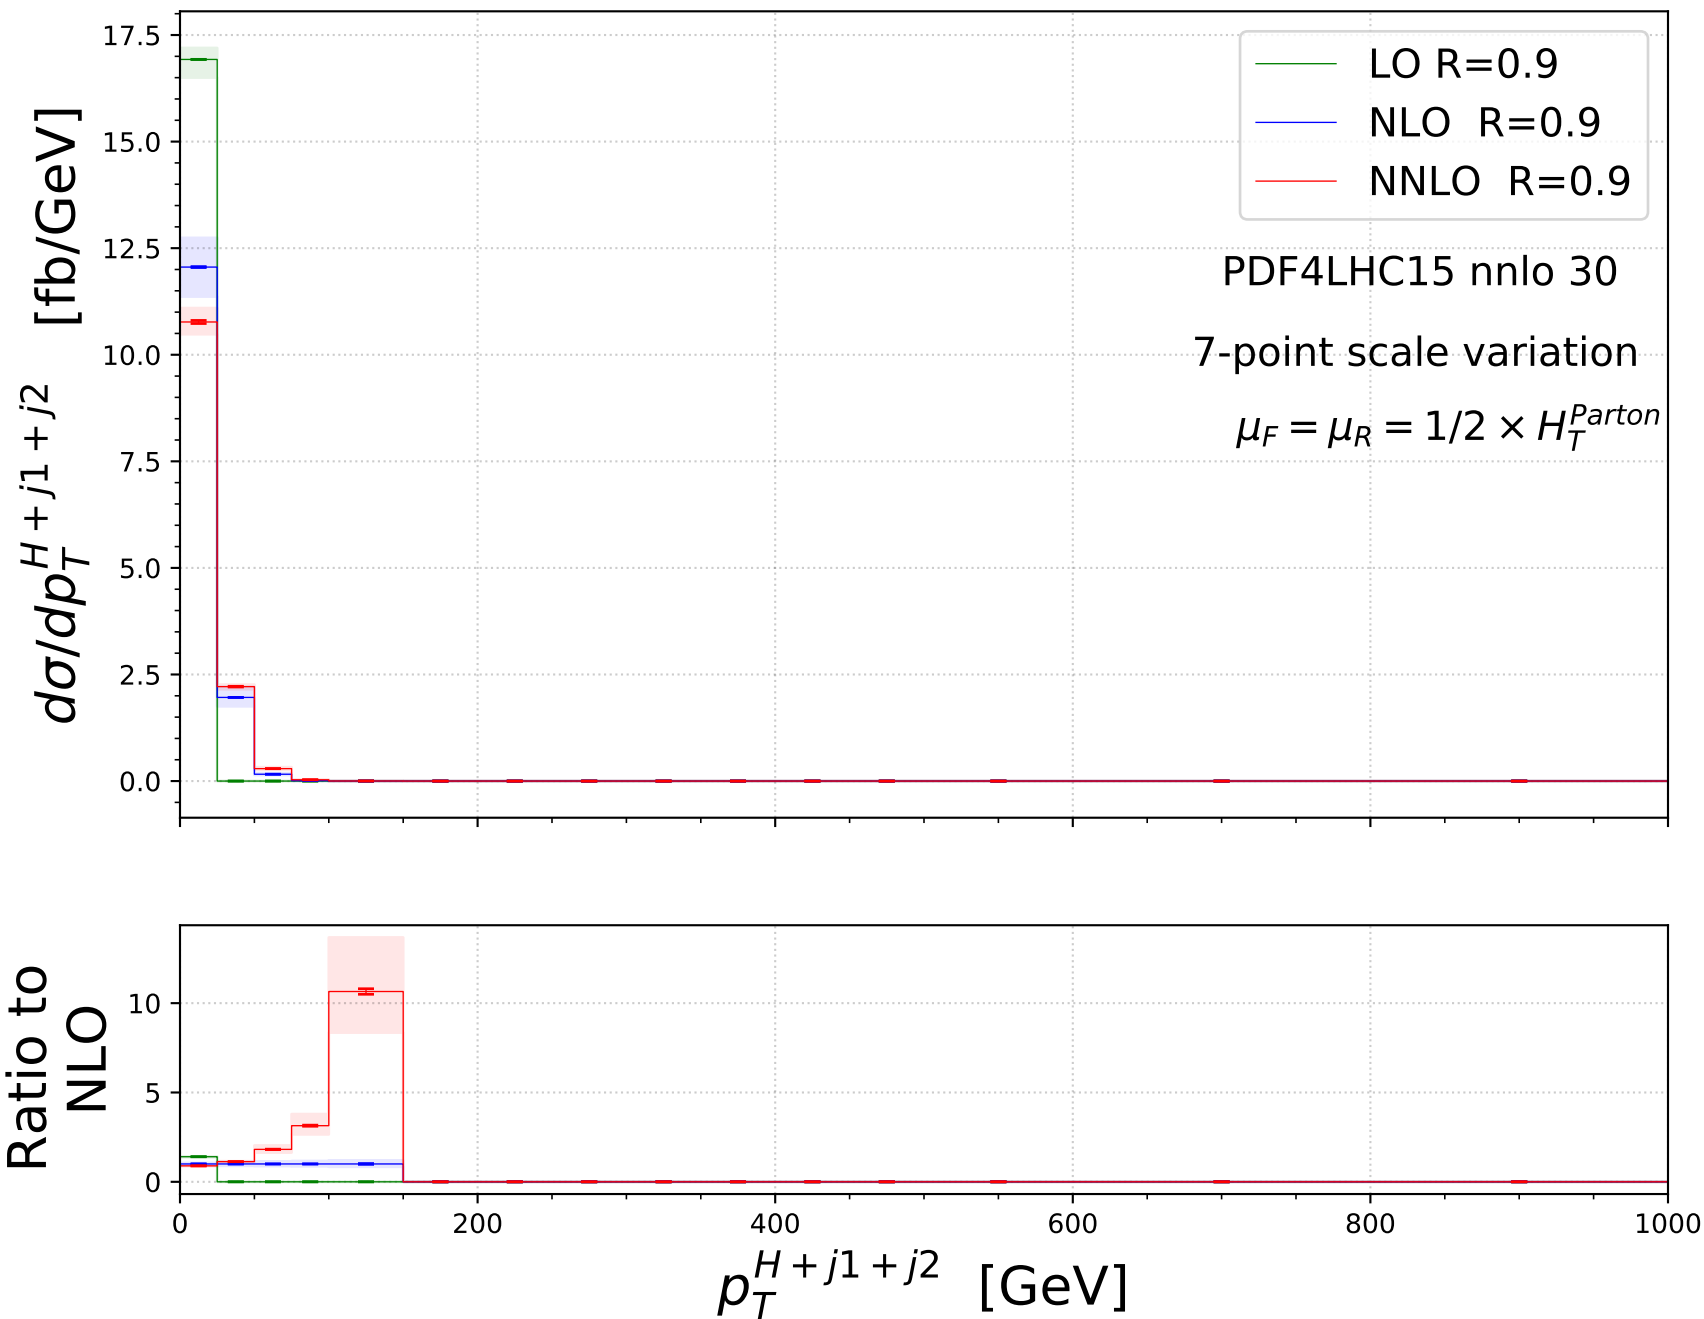 17.5
15.0
12.5
10.0
7.5
5.0
2.5
0.0
dσ/dp_T^{H+j1+j2} [fb/GeV]
LO R=0.9
NLO R=0.9
NNLO R=0.9
PDF4LHC15 nnlo 30
7-point scale variation
μ_F = μ_R = 1/2 × H_T^{Parton}
Ratio to
NLO
10
5
0
0 200 400 600 800 1000
p_T^{H+j1+j2} [GeV]